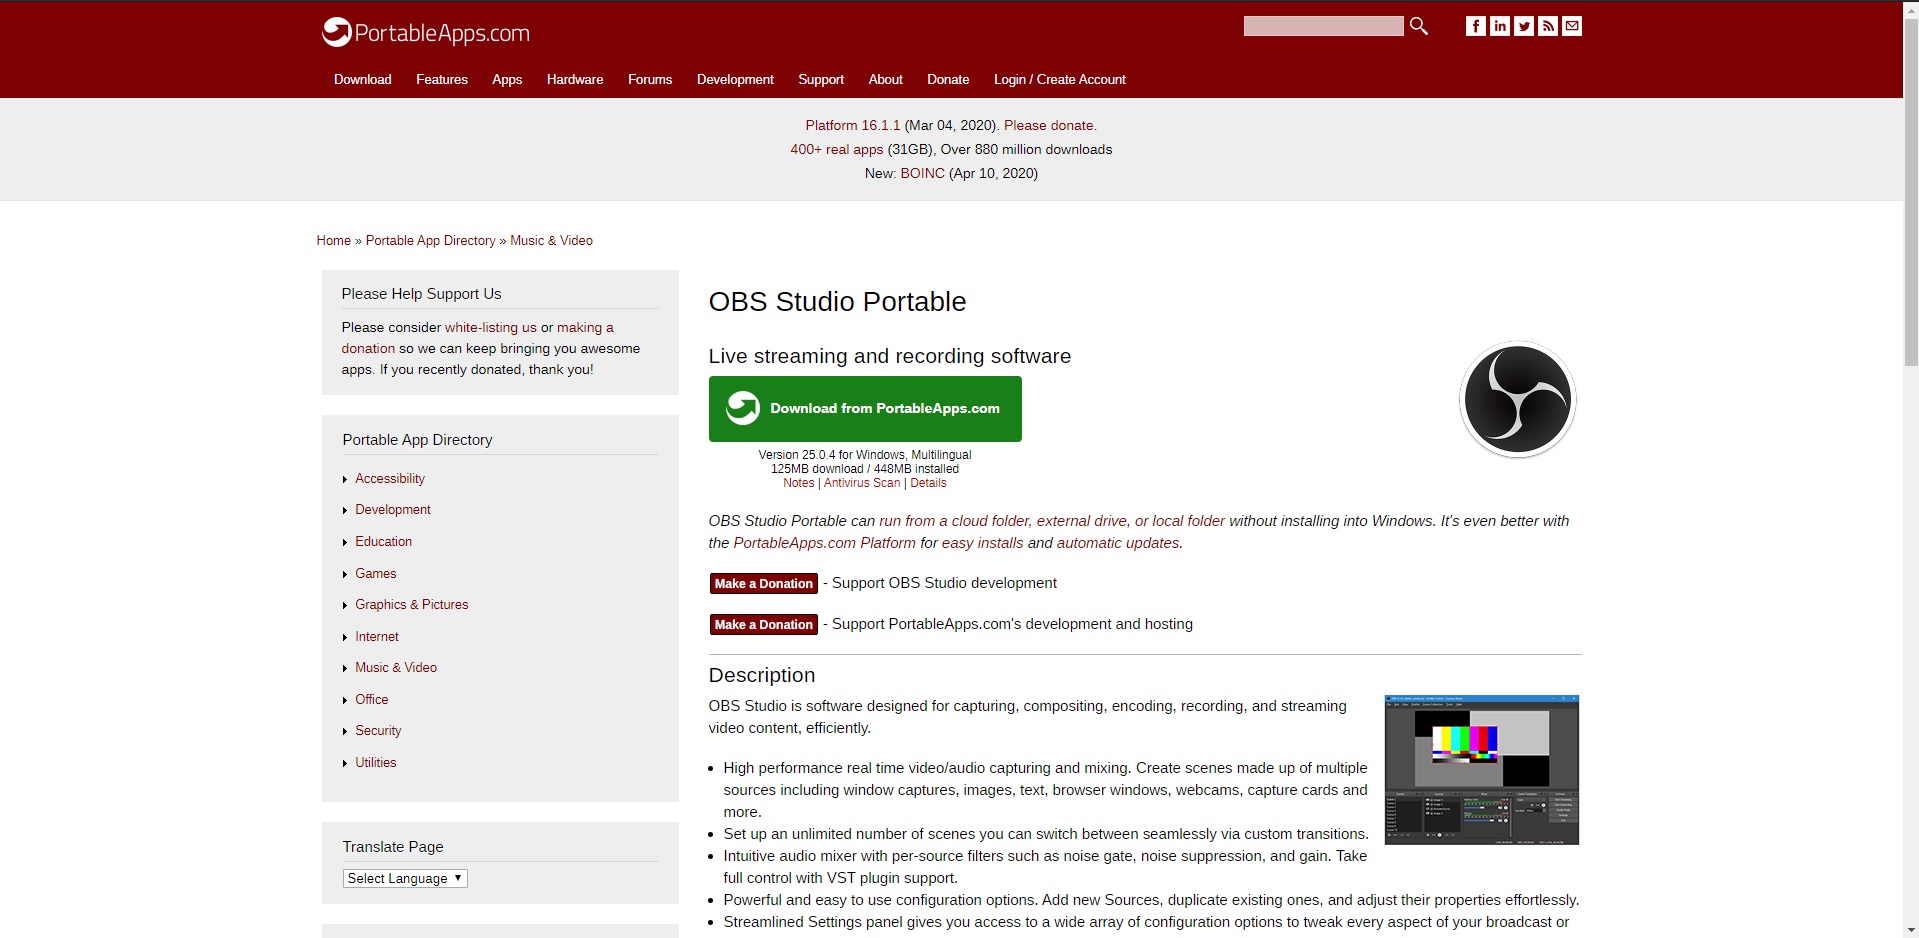 PortableApps.com
Download Features Apps Hardware Forums Development Support About Donate Login / Create Account
Platform 16.1.1 (Mar 04, 2020). Please donate.
400+ real apps (31GB), Over 880 million downloads
New: BOINC (Apr 10, 2020)
Home » Portable App Directory » Music & Video
Please Help Support Us
Please consider white-listing us or making a
donation so we can keep bringing you awesome
apps. If you recently donated, thank you!
Portable App Directory
Accessibility
Development
Education
Games
Graphics & Pictures
Internet
Music & Video
Office
Security
Utilities
Translate Page
Select Language
OBS Studio Portable
Live streaming and recording software
Download from PortableApps.com
Version 25.0.4 for Windows, Multilingual
125MB download / 448MB installed
Notes | Antivirus Scan | Details
OBS Studio Portable can run from a cloud folder, external drive, or local folder without installing into Windows. It's even better with
the PortableApps.com Platform for easy installs and automatic updates.
Make a Donation - Support OBS Studio development
Make a Donation - Support PortableApps.com's development and hosting
Description
OBS Studio is software designed for capturing, compositing, encoding, recording, and streaming
video content, efficiently.
• High performance real time video/audio capturing and mixing. Create scenes made up of multiple
sources including window captures, images, text, browser windows, webcams, capture cards and
more.
• Set up an unlimited number of scenes you can switch between seamlessly via custom transitions.
• Intuitive audio mixer with per-source filters such as noise gate, noise suppression, and gain. Take
full control with VST plugin support.
• Powerful and easy to use configuration options. Add new Sources, duplicate existing ones, and adjust their properties effortlessly.
• Streamlined Settings panel gives you access to a wide array of configuration options to tweak every aspect of your broadcast or